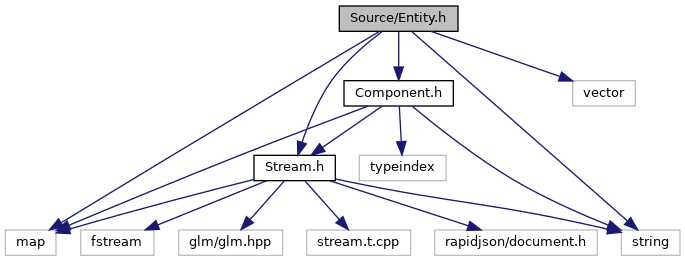 Source/Entity.h
Component.h
vector
Stream.h
typeindex
map
fstream
glm/glm.hpp
stream.t.cpp
rapidjson/document.h
string